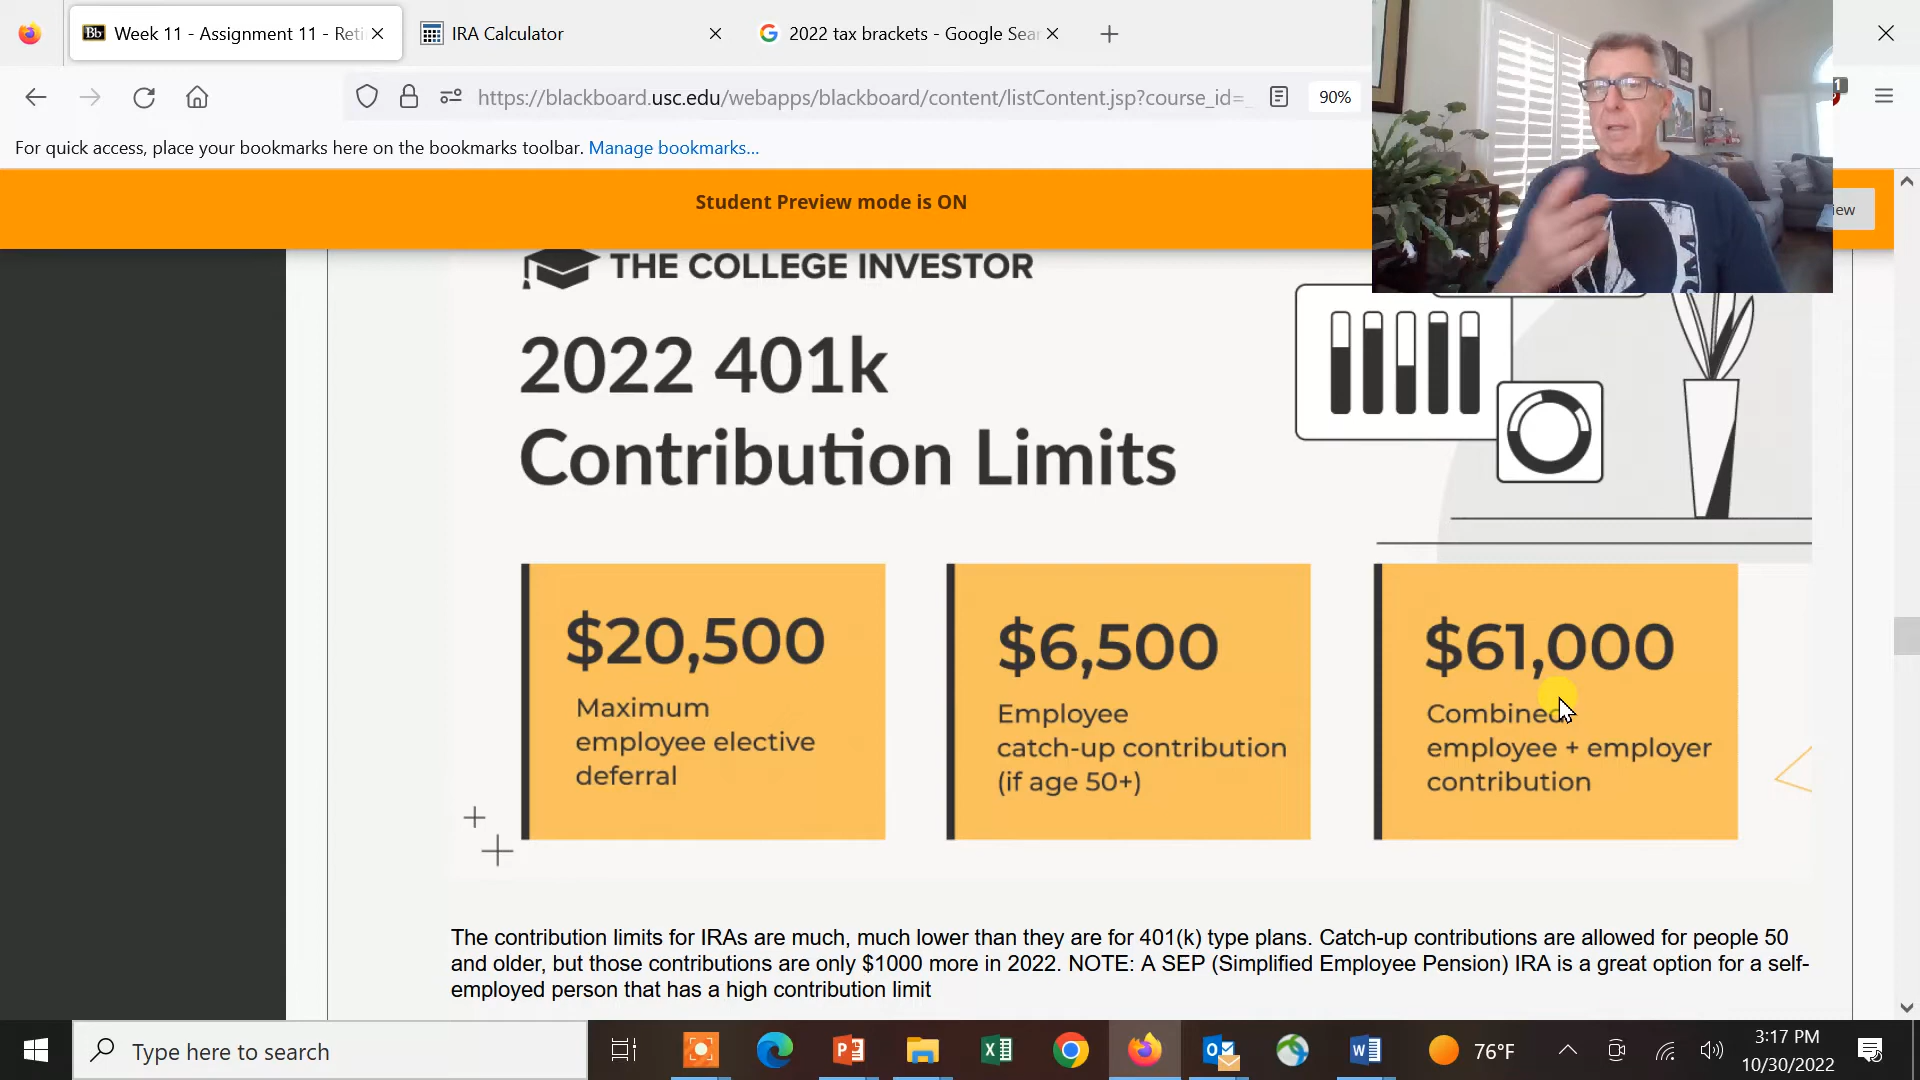 Bb Week 11 - Assignment 11 - Reti
IRA Calculator
2022 tax brackets - Google Sear
https://blackboard.usc.edu/webapps/blackboard/content/listContent.jsp?course_id=_
90%
1
For quick access, place your bookmarks here on the bookmarks toolbar. Manage bookmarks...
Student Preview mode is ON
iew
THE COLLEGE INVESTOR
2022 401k
Contribution Limits
$20,500
Maximum
employee elective
deferral
$6,500
Employee
catch-up contribution
(if age 50+)
$61,000
Combined
employee + employer
contribution
The contribution limits for IRAs are much, much lower than they are for 401(k) type plans. Catch-up contributions are allowed for people 50
and older, but those contributions are only $1000 more in 2022. NOTE: A SEP (Simplified Employee Pension) IRA is a great option for a self-
employed person that has a high contribution limit
Type here to search
76°F
3:17 PM
10/30/2022